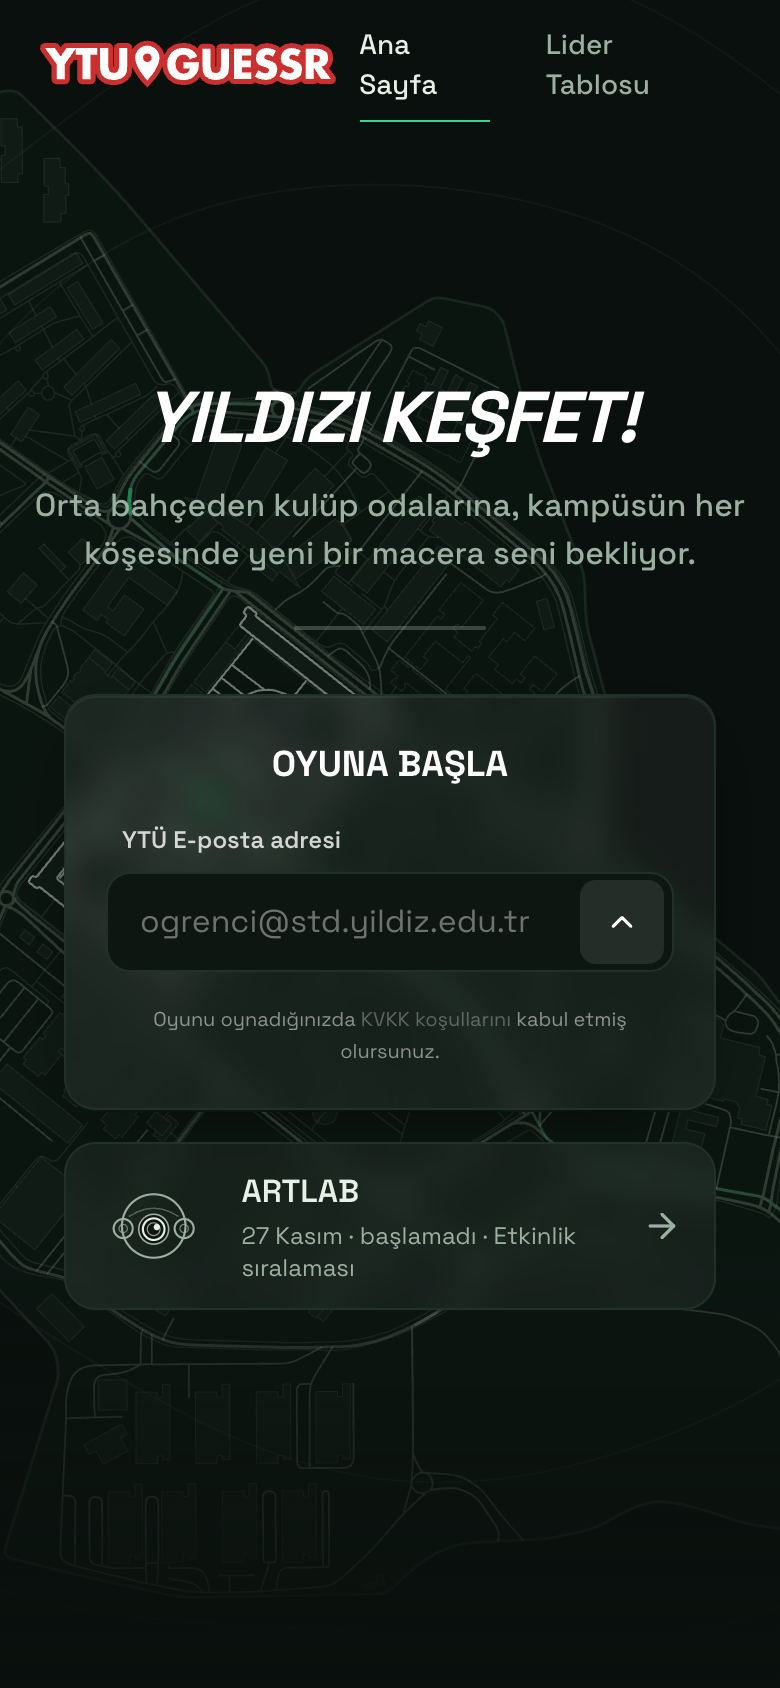 YTU GUESSR
Ana
Sayfa
Lider
Tablosu
YILDIZI KEŞFET!
Orta bahçeden kulüp odalarına, kampüsün her
köşesinde yeni bir macera seni bekliyor.
OYUNA BAŞLA
YTÜ E-posta adresi
ogrenci@std.yildiz.edu.tr
Oyunu oynadığınızda KVKK koşullarını kabul etmiş
olursunuz.
ARTLAB
27 Kasım · başlamadı · Etkinlik
sıralaması